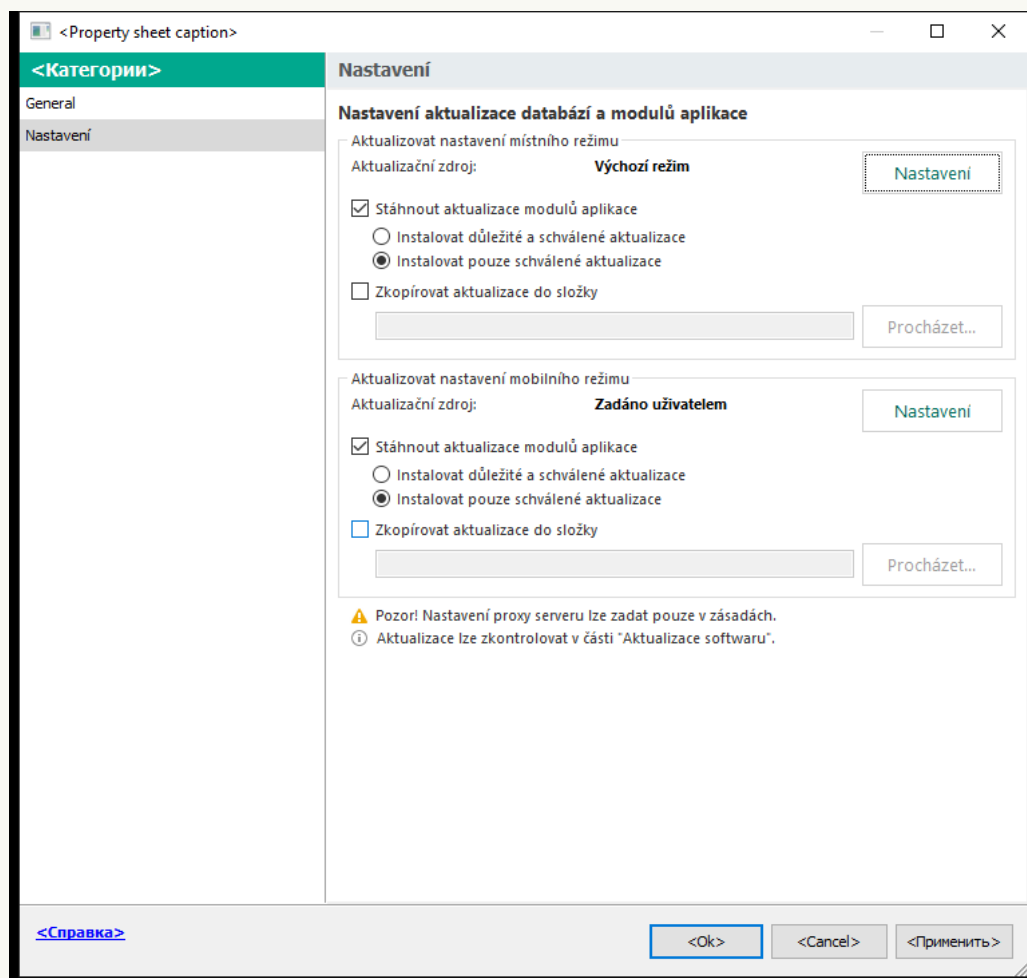 <Property sheet caption>
<Категории>
General
Nastavení
Nastavení
Nastavení aktualizace databází a modulů aplikace
Aktualizovat nastavení místního režimu
Aktualizační zdroj: Výchozí režim
Nastavení
Stáhnout aktualizace modulů aplikace
Instalovat důležité a schválené aktualizace
Instalovat pouze schválené aktualizace
Zkopírovat aktualizace do složky
Procházet...
Aktualizovat nastavení mobilního režimu
Aktualizační zdroj: Zadáno uživatelem
Nastavení
Stáhnout aktualizace modulů aplikace
Instalovat důležité a schválené aktualizace
Instalovat pouze schválené aktualizace
Zkopírovat aktualizace do složky
Procházet...
Pozor! Nastavení proxy serveru lze zadat pouze v zásadách.
Aktualizace lze zkontrolovat v části "Aktualizace softwaru".
<Справка>
<Ok> <Cancel> <Применить>